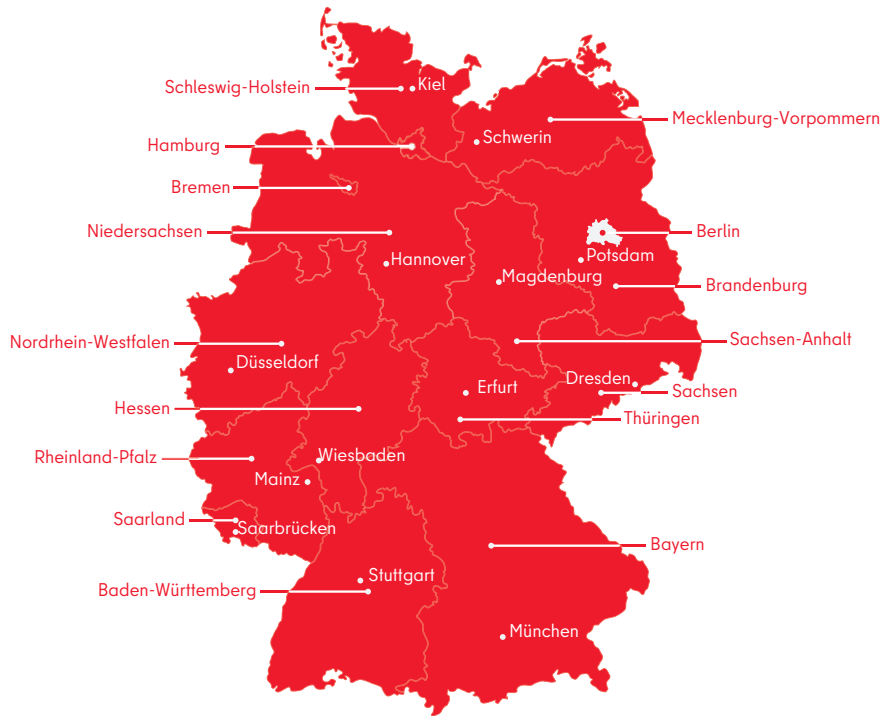 Schleswig-Holstein
Kiel
Mecklenburg-Vorpommern
Schwerin
Hamburg
Bremen
Niedersachsen
Berlin
Hannover
Potsdam
Magdenburg
Brandenburg
Nordrhein-Westfalen
Sachsen-Anhalt
Düsseldorf
Erfurt
Dresden
Sachsen
Hessen
Thüringen
Rheinland-Pfalz
Wiesbaden
Mainz
Saarland
Saarbrücken
Bayern
Stuttgart
Baden-Württemberg
München